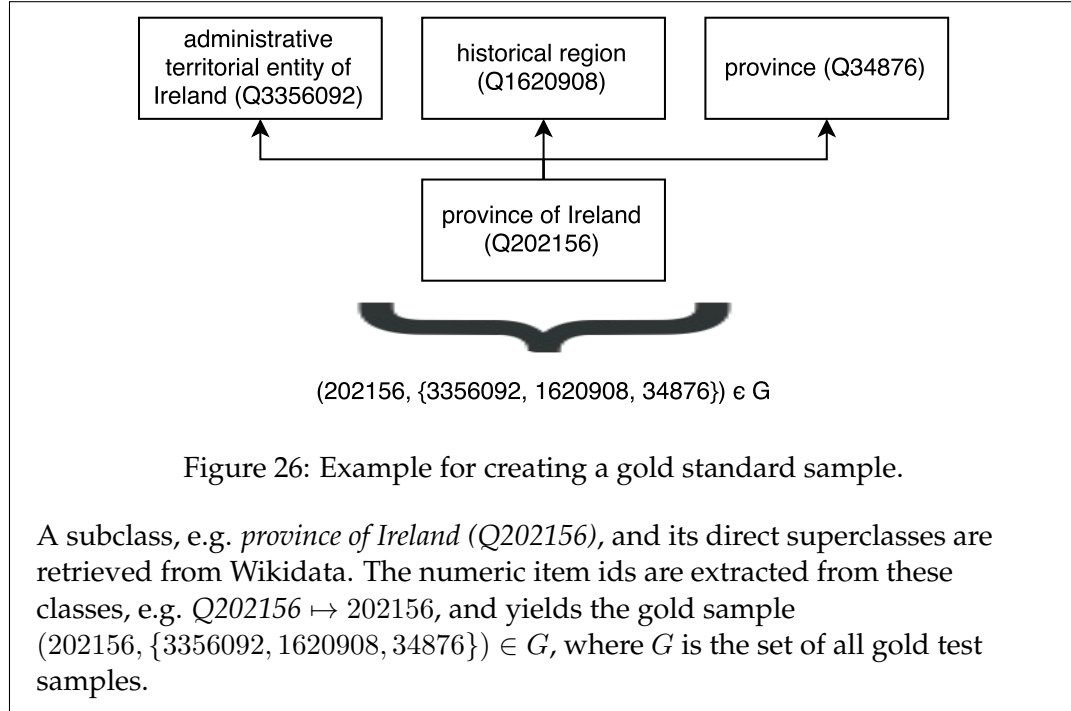 administrative
territorial entity of
Ireland (Q3356092)
historical region
(Q1620908)
province (Q34876)
province of Ireland
(Q202156)
(202156, {3356092, 1620908, 34876}) ϵ G
Figure 26: Example for creating a gold standard sample.
A subclass, e.g. province of Ireland (Q202156), and its direct superclasses are
retrieved from Wikidata. The numeric item ids are extracted from these
classes, e.g. Q202156 ↦ 202156, and yields the gold sample
(202156, {3356092, 1620908, 34876}) ∈ G, where G is the set of all gold test
samples.